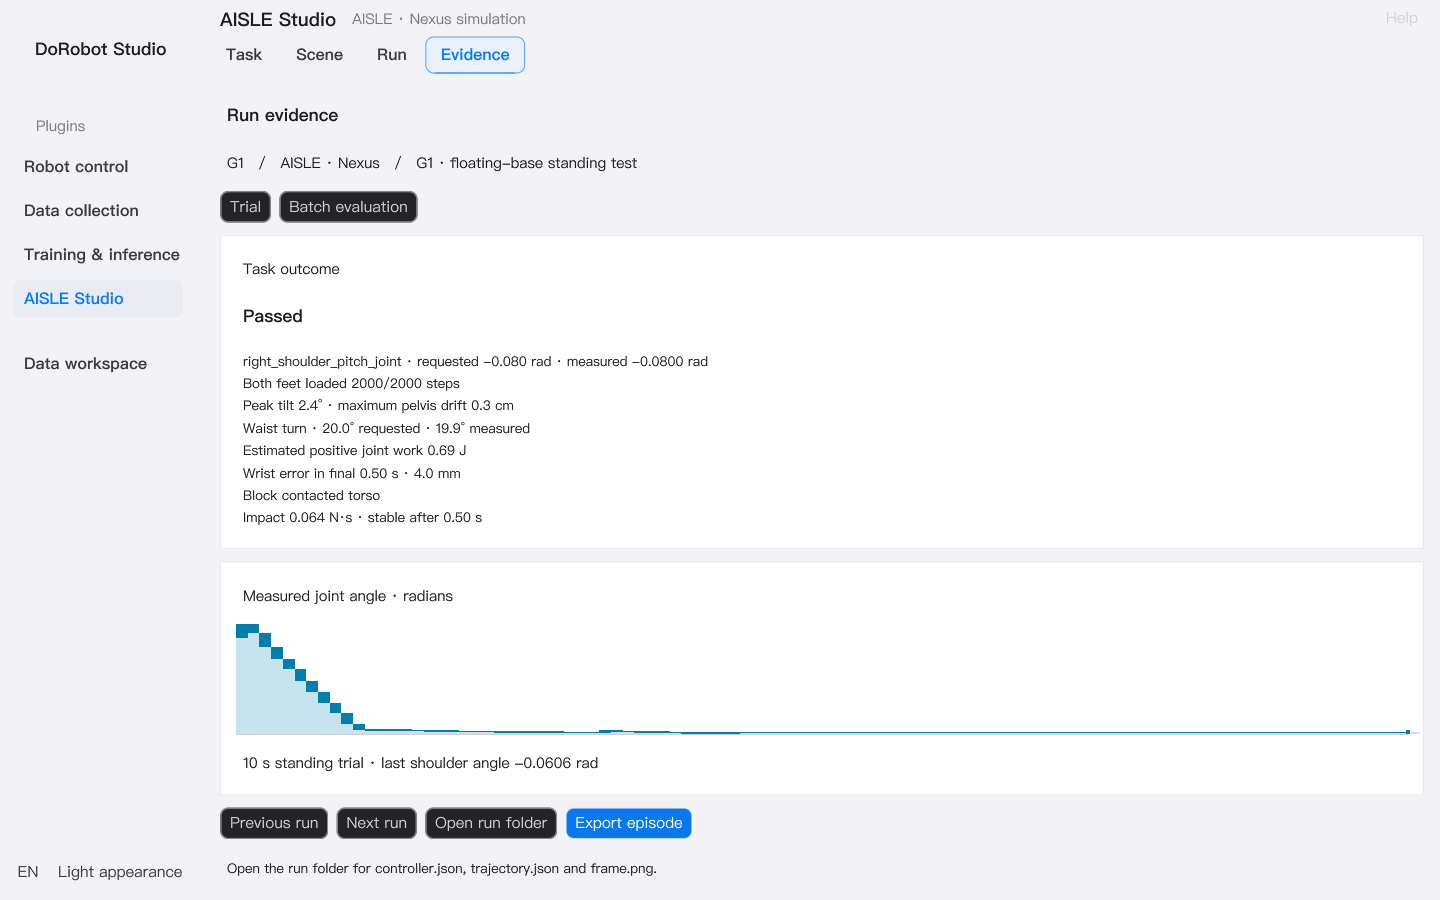 DoRobot Studio
Plugins
Robot control
Data collection
Training & inference
AISLE Studio
Data workspace
EN Light appearance
AISLE Studio AISLE · Nexus simulation
Help
Task Scene Run Evidence
Run evidence
G1 / AISLE · Nexus / G1 · floating-base standing test
Trial Batch evaluation
Task outcome
Passed
right_shoulder_pitch_joint · requested -0.080 rad · measured -0.0800 rad
Both feet loaded 2000/2000 steps
Peak tilt 2.4° · maximum pelvis drift 0.3 cm
Waist turn · 20.0° requested · 19.9° measured
Estimated positive joint work 0.69 J
Wrist error in final 0.50 s · 4.0 mm
Block contacted torso
Impact 0.064 N·s · stable after 0.50 s
Measured joint angle · radians
10 s standing trial · last shoulder angle -0.0606 rad
Previous run Next run Open run folder Export episode
Open the run folder for controller.json, trajectory.json and frame.png.